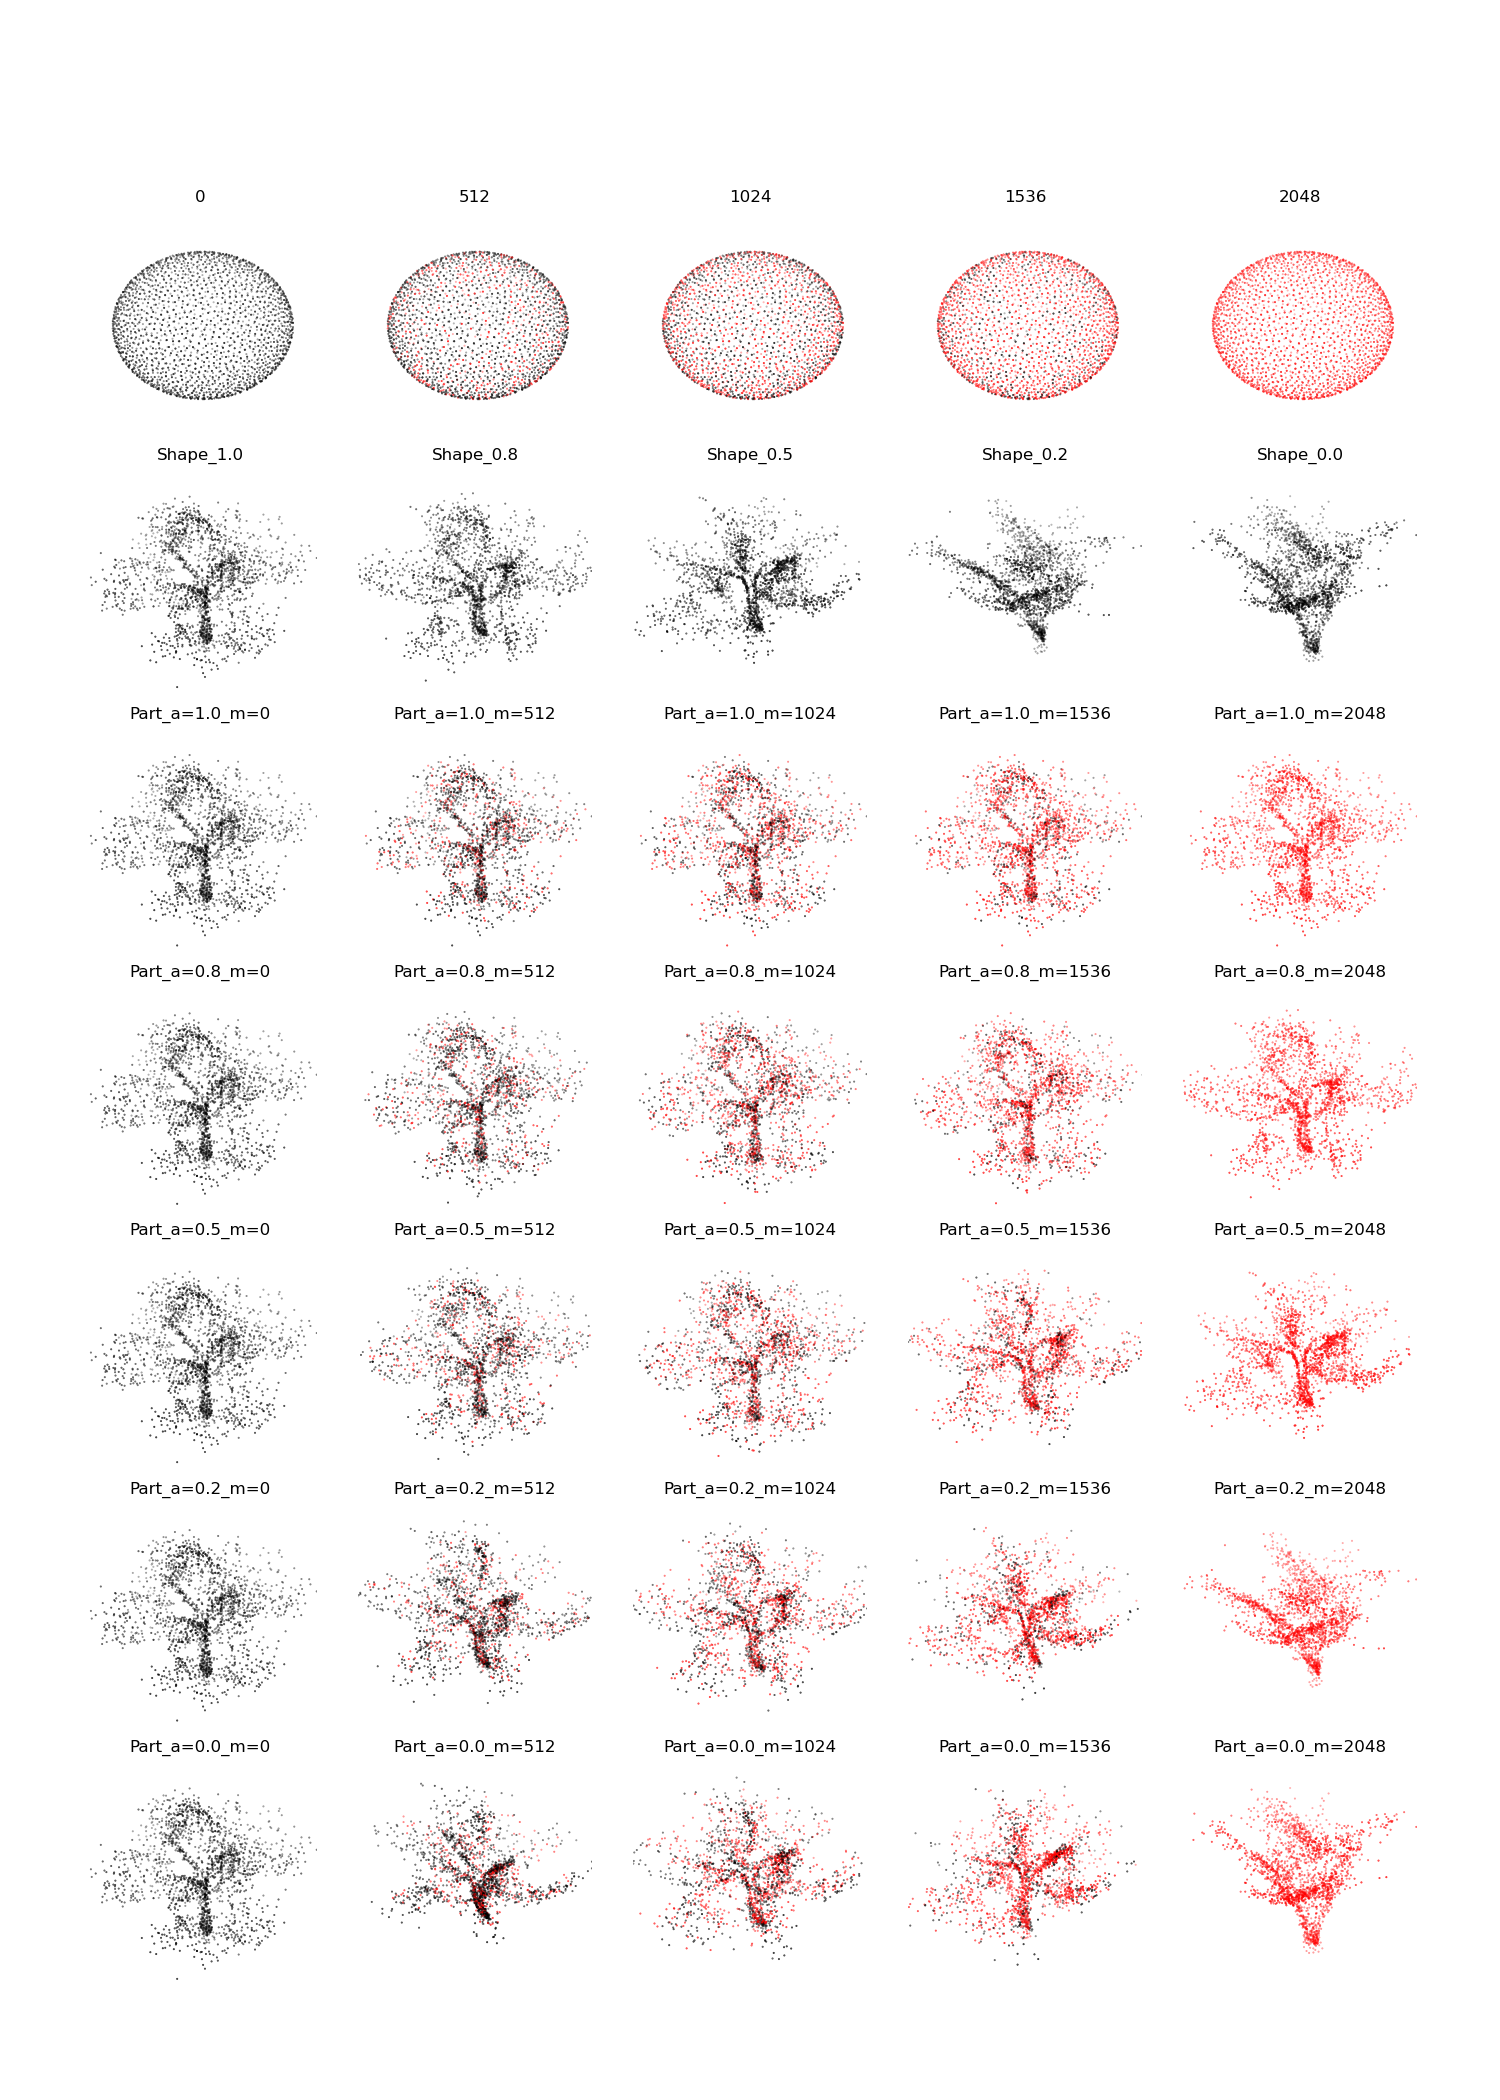 0 512 1024 1536 2048
Shape_1.0 Shape_0.8 Shape_0.5 Shape_0.2 Shape_0.0
Part_a=1.0_m=0 Part_a=1.0_m=512 Part_a=1.0_m=1024 Part_a=1.0_m=1536 Part_a=1.0_m=2048
Part_a=0.8_m=0 Part_a=0.8_m=512 Part_a=0.8_m=1024 Part_a=0.8_m=1536 Part_a=0.8_m=2048
Part_a=0.5_m=0 Part_a=0.5_m=512 Part_a=0.5_m=1024 Part_a=0.5_m=1536 Part_a=0.5_m=2048
Part_a=0.2_m=0 Part_a=0.2_m=512 Part_a=0.2_m=1024 Part_a=0.2_m=1536 Part_a=0.2_m=2048
Part_a=0.0_m=0 Part_a=0.0_m=512 Part_a=0.0_m=1024 Part_a=0.0_m=1536 Part_a=0.0_m=2048